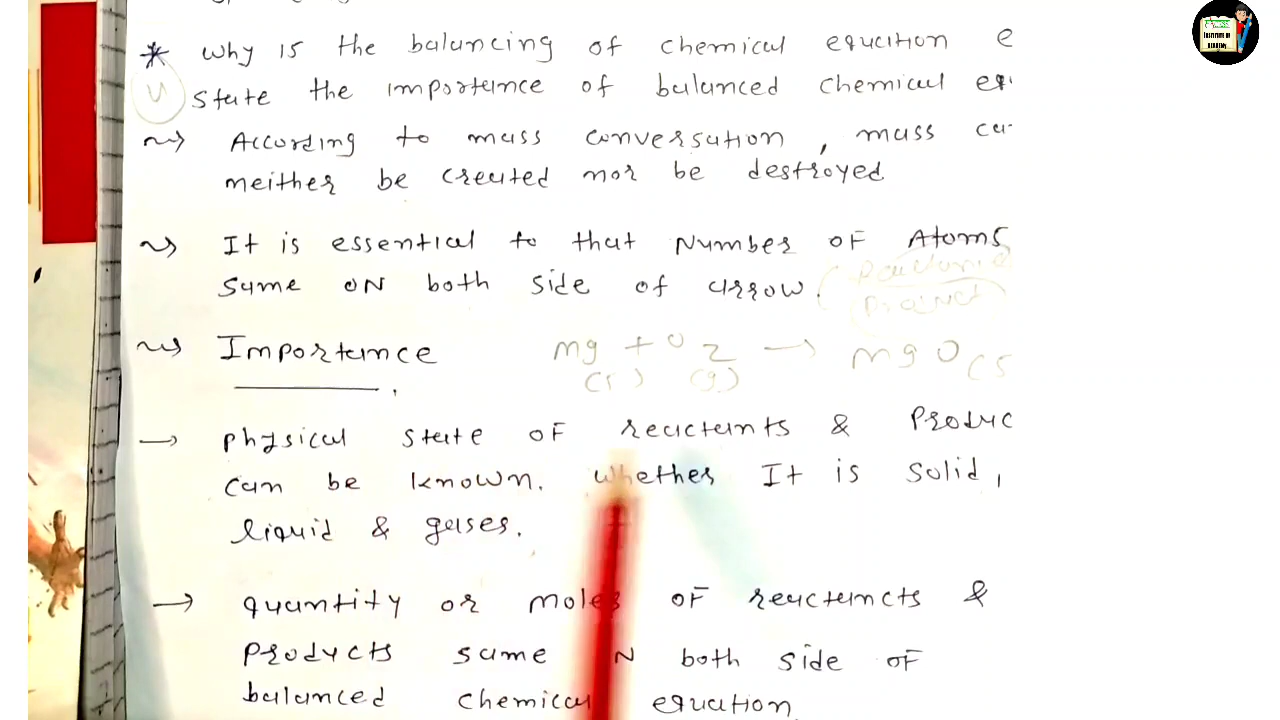 * Why is the balancing of chemical equation e
State the importance of balanced chemical eq
According to mass conversation, mass ca
neither be created nor be destroyed
It is essential to that Number OF Atoms
same ON both side of arrow.
Importance Mg + O2 → MgO(s
(s) (g)
→ physical state OF reactants & Produc
can be known. whether It is solid,
liquid & gases.
→ quantity or moles OF reactancts &
Products same N both side OF
balanced chemical equation